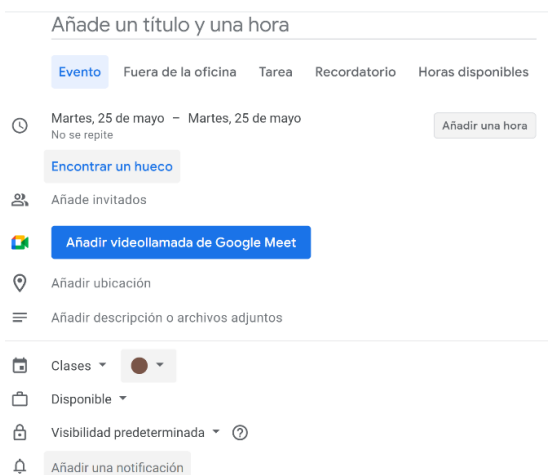 Añade un título y una hora
Evento Fuera de la oficina Tarea Recordatorio Horas disponibles
Martes, 25 de mayo – Martes, 25 de mayo
Añadir una hora
No se repite
Encontrar un hueco
Añade invitados
Añadir videollamada de Google Meet
Añadir ubicación
Añadir descripción o archivos adjuntos
Clases
Disponible
Visibilidad predeterminada ?
Añadir una notificación